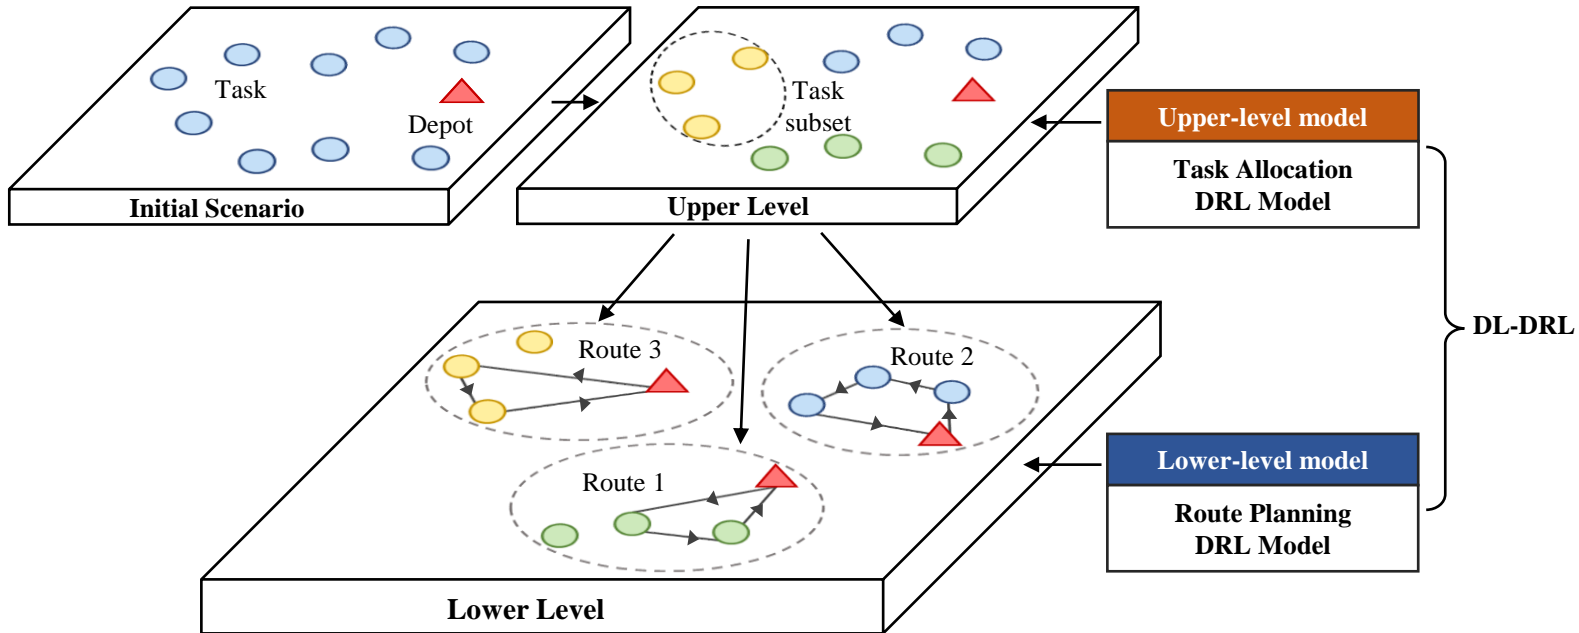 Task
Depot
Initial Scenario
Task
subset
Upper Level
Upper-level model
Task Allocation
DRL Model
DL-DRL
Route 3
Route 2
Route 1
Lower Level
Lower-level model
Route Planning
DRL Model